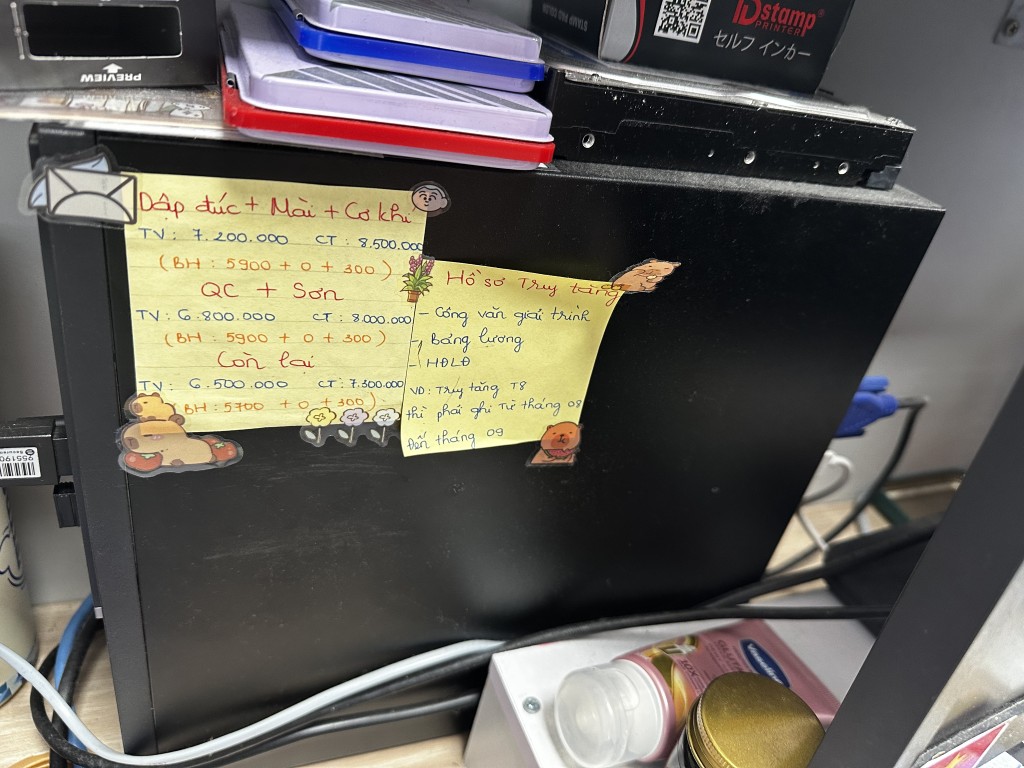 STAMP PAD COLOR
IDstamp®
PRINTER
セルフ インカー
PREVIEW
Dập đúc + Mài + Cơ khí
TV : 7.200.000 CT : 8.500.000
(BH : 5900 + 0 + 300)
QC + Sơn
TV : 6.800.000 CT : 8.000.000
(BH : 5900 + 0 + 300)
Còn lại
TV : 6.500.000 CT : 7.300.000
(BH : 5700 + 0 + 300)
Hồ sơ Truy tăng
- Công văn giải trình
- Bảng lương
- HĐLĐ
VD : Truy tăng T8
thì phải ghi Từ tháng 08
Đến tháng 09
Vaseline